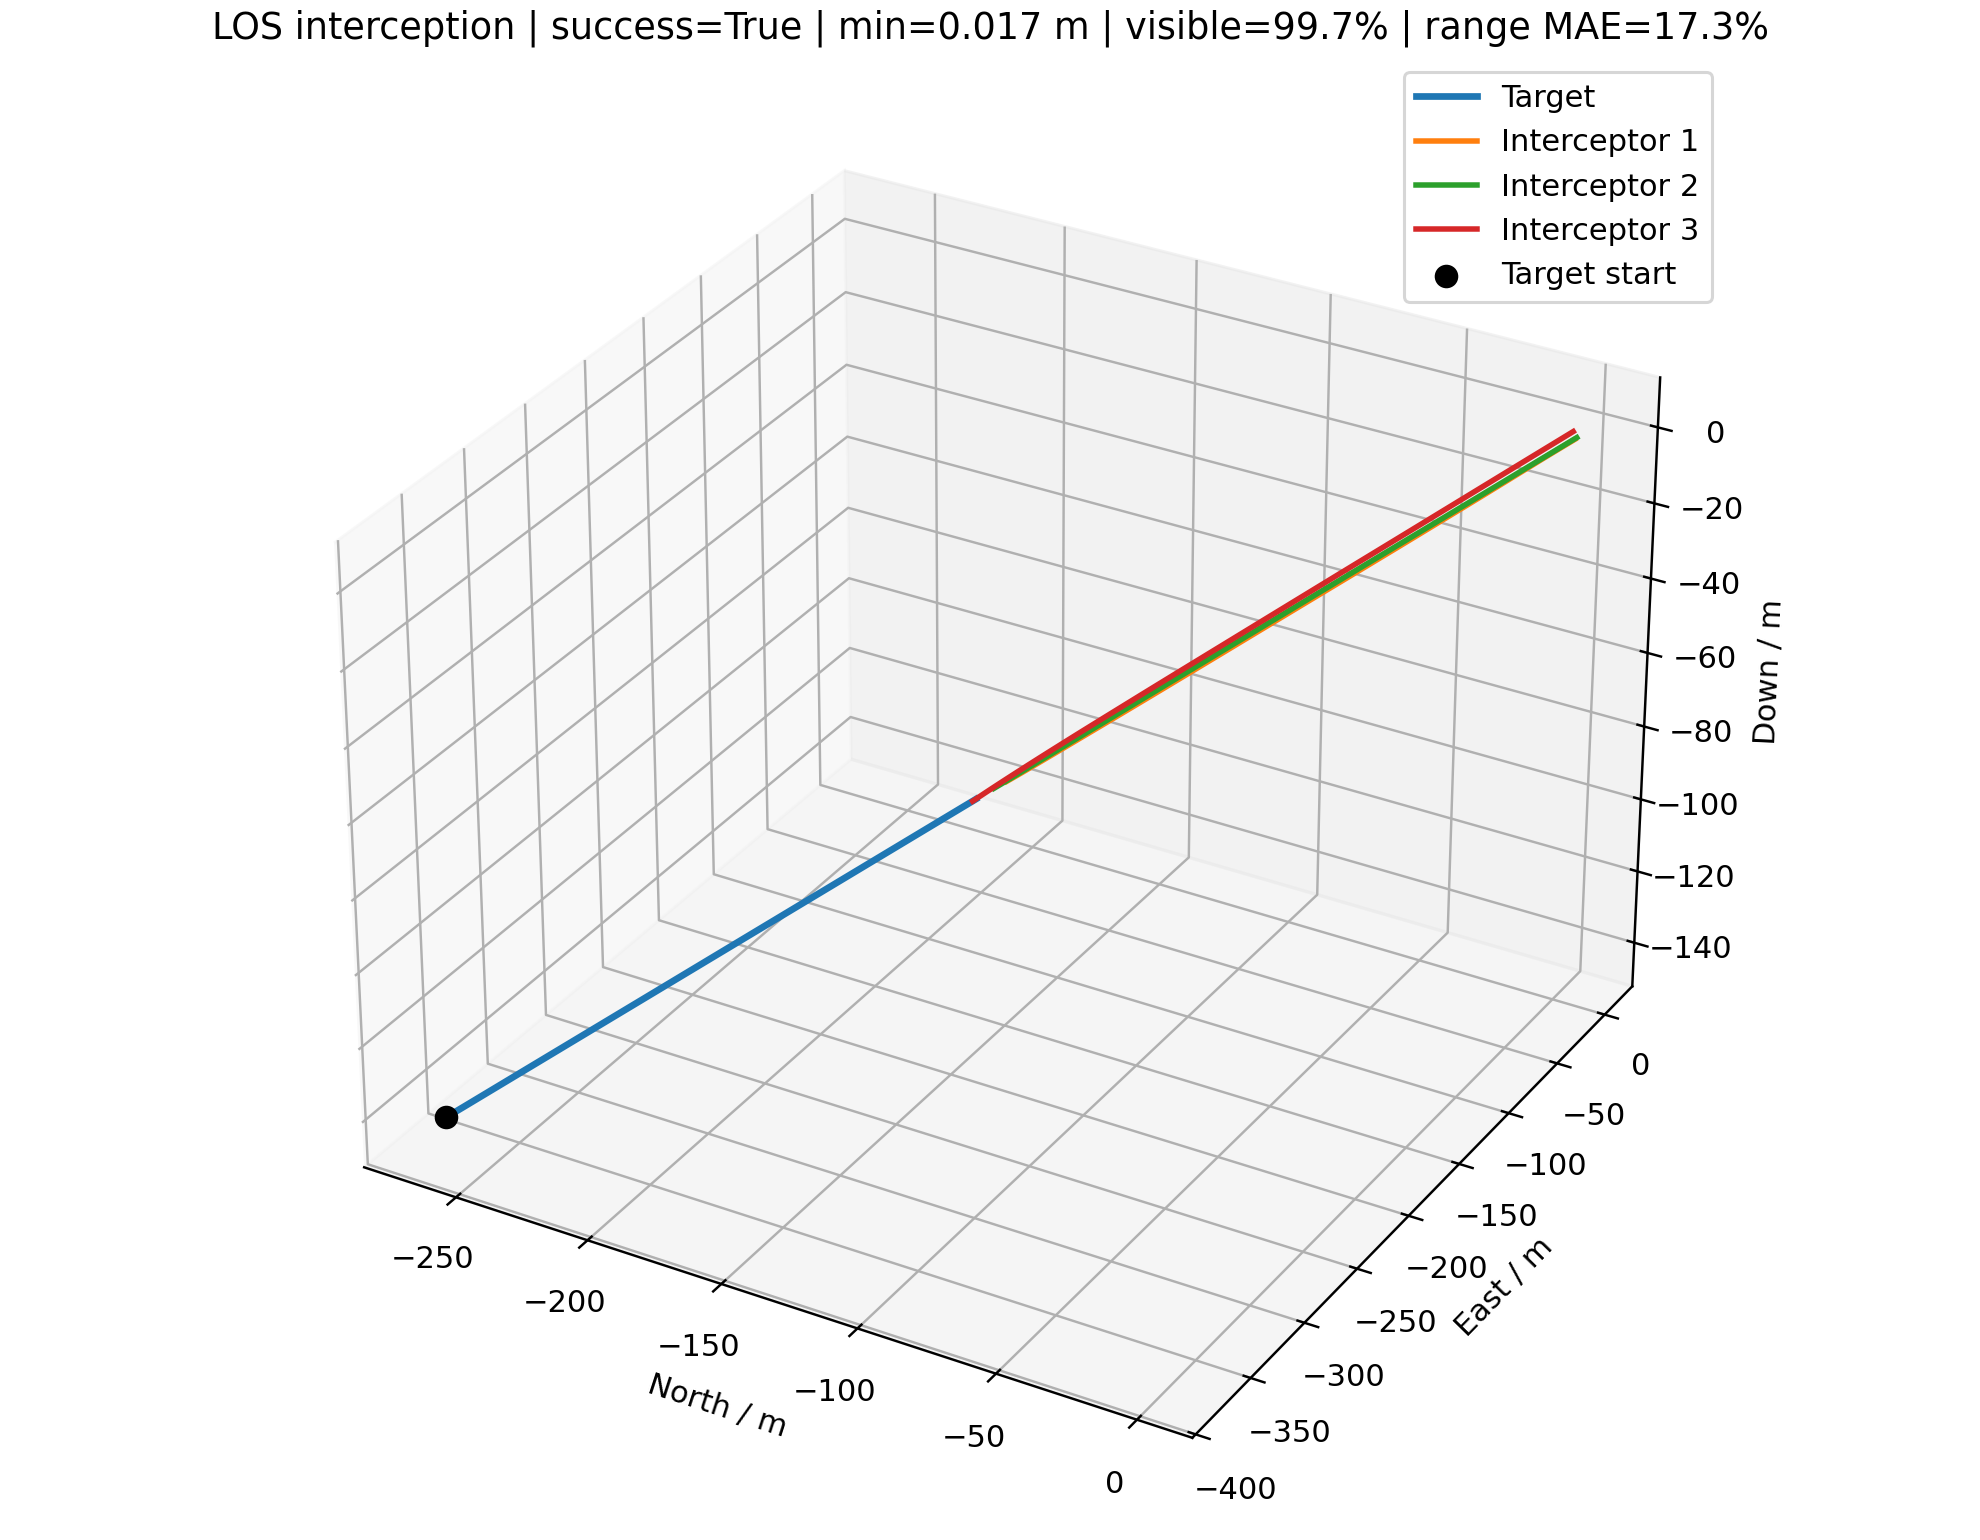 LOS interception | success=True | min=0.017 m | visible=99.7% | range MAE=17.3%
Target
Interceptor 1
Interceptor 2
Interceptor 3
Target start
0
−20
−40
−60
−80
−100
−120
−140
Down / m
0
−50
−100
−150
−200
−250
−300
−350
−400
East / m
−250
−200
−150
−100
−50
0
North / m